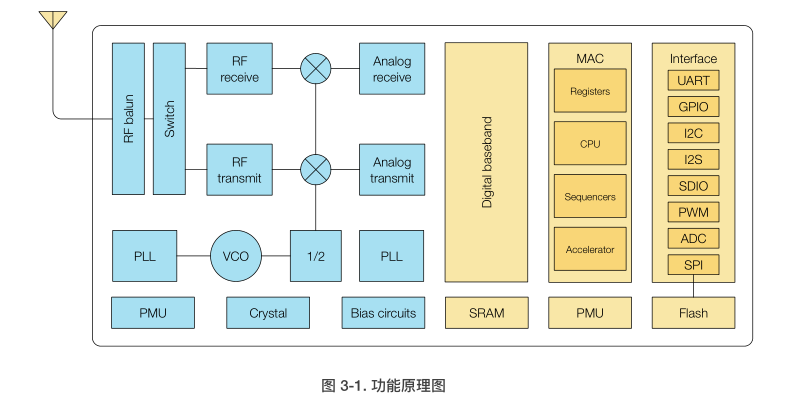 RF balun
Switch
RF
receive
Analog
receive
RF
transmit
Analog
transmit
PLL
VCO
1/2
PLL
PMU
Crystal
Bias circuits
Digital baseband
SRAM
MAC
Registers
CPU
Sequencers
Accelerator
PMU
Interface
UART
GPIO
I2C
I2S
SDIO
PWM
ADC
SPI
Flash
图 3-1. 功能原理图